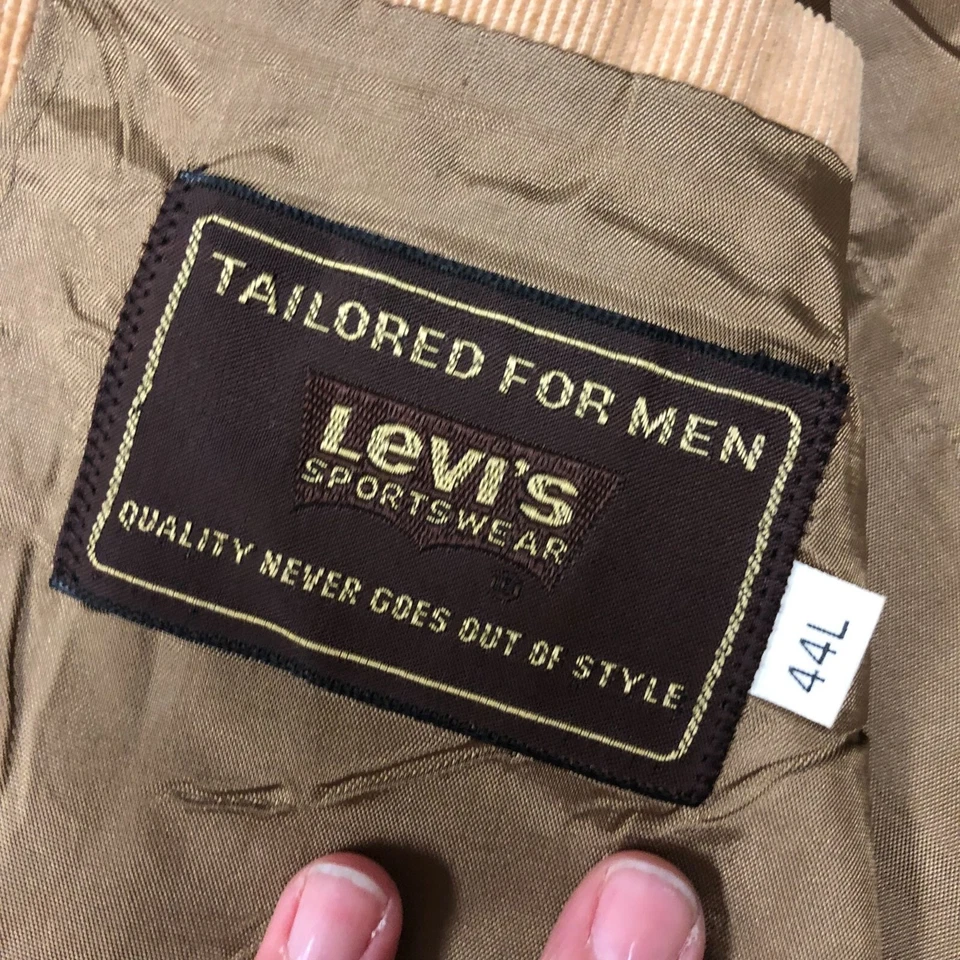 TAILORED FOR MEN
Levi's
SPORTSWEAR
QUALITY NEVER GOES OUT OF STYLE
44L